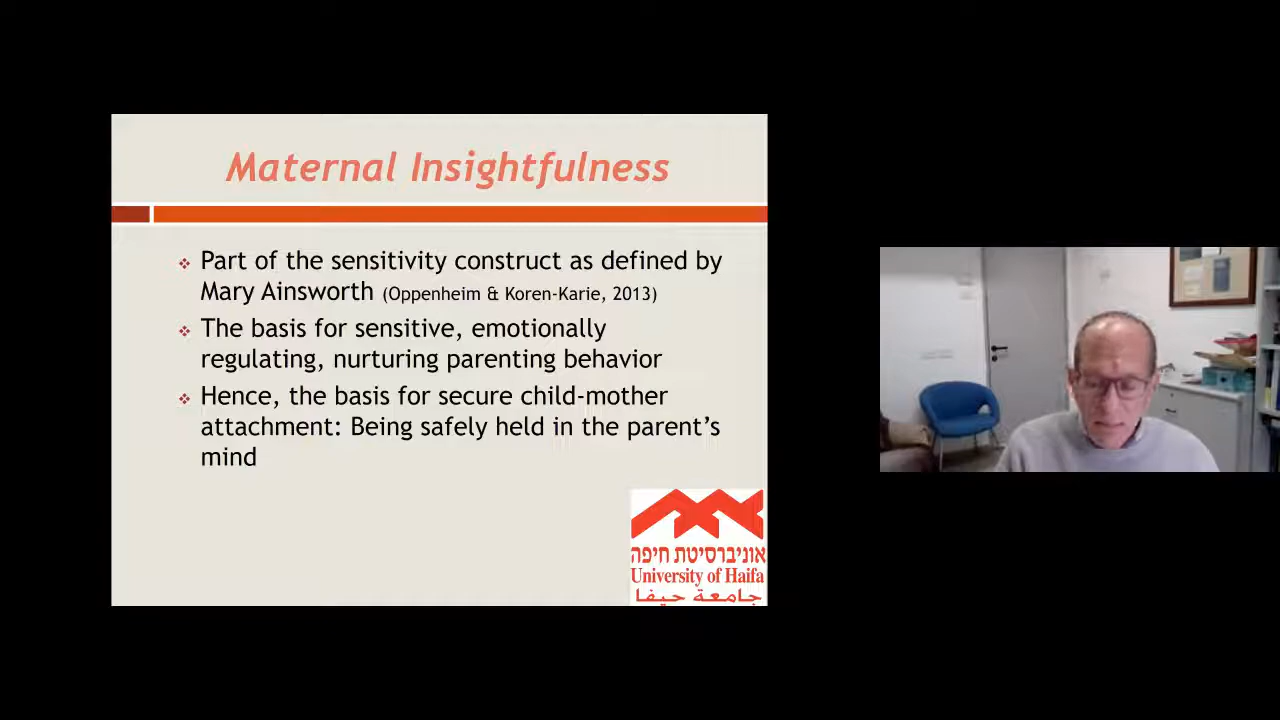 Maternal Insightfulness
Part of the sensitivity construct as defined by
Mary Ainsworth (Oppenheim & Koren-Karie, 2013)
The basis for sensitive, emotionally
regulating, nurturing parenting behavior
Hence, the basis for secure child-mother
attachment: Being safely held in the parent's
mind
אוניברסיטת חיפה
University of Haifa
جامعة حيفا